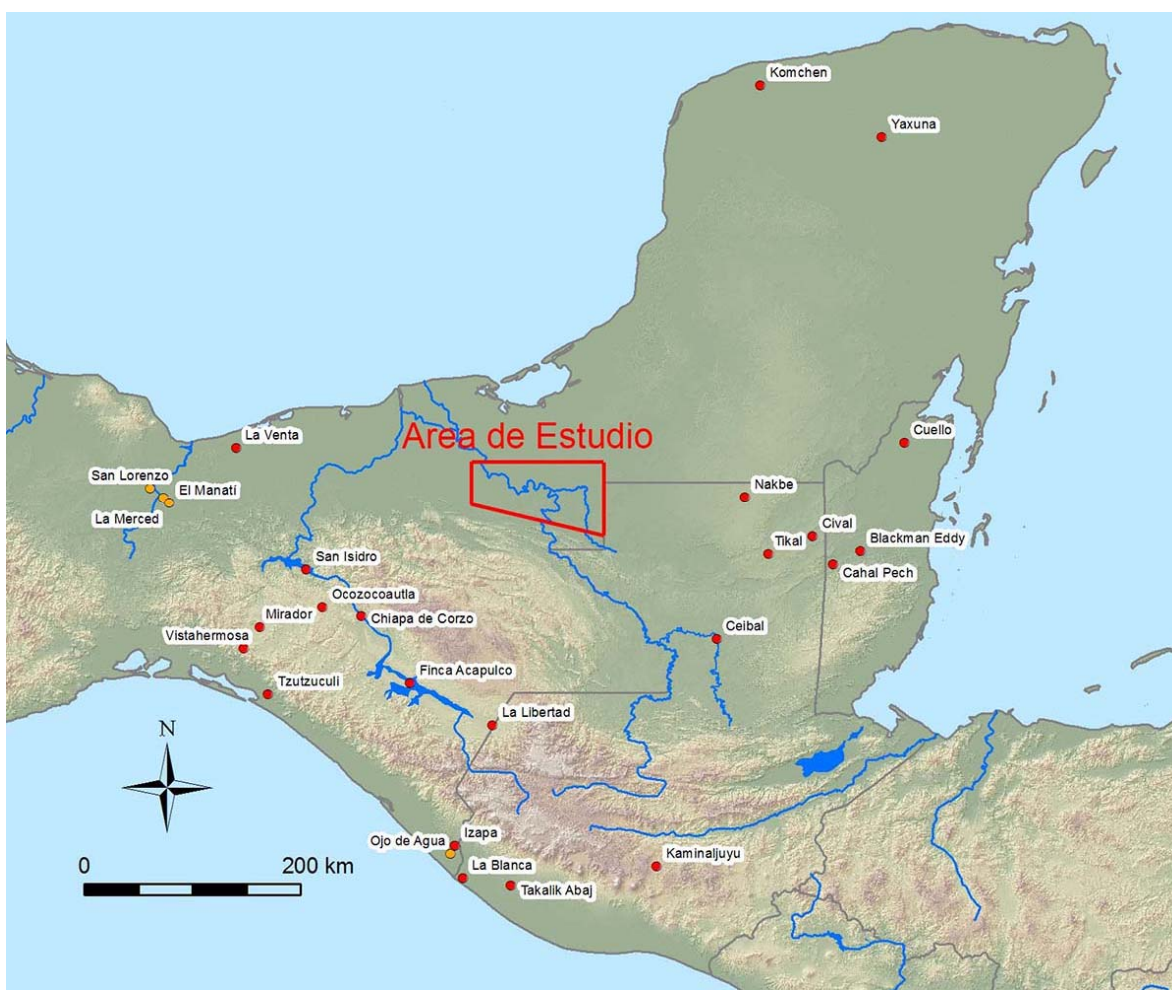 Komchen
Yaxuna
La Venta
Area de Estudio
Cuello
San Lorenzo
El Manatí
La Merced
Nakbe
Cival
Tikal
Blackman Eddy
Cahal Pech
San Isidro
Ocozocoautla
Mirador
Chiapa de Corzo
Vistahermosa
Ceibal
Finca Acapulco
Tzutzuculi
La Libertad
N
Ojo de Agua
Izapa
0 200 km
La Blanca
Kaminaljuyu
Takalik Abaj